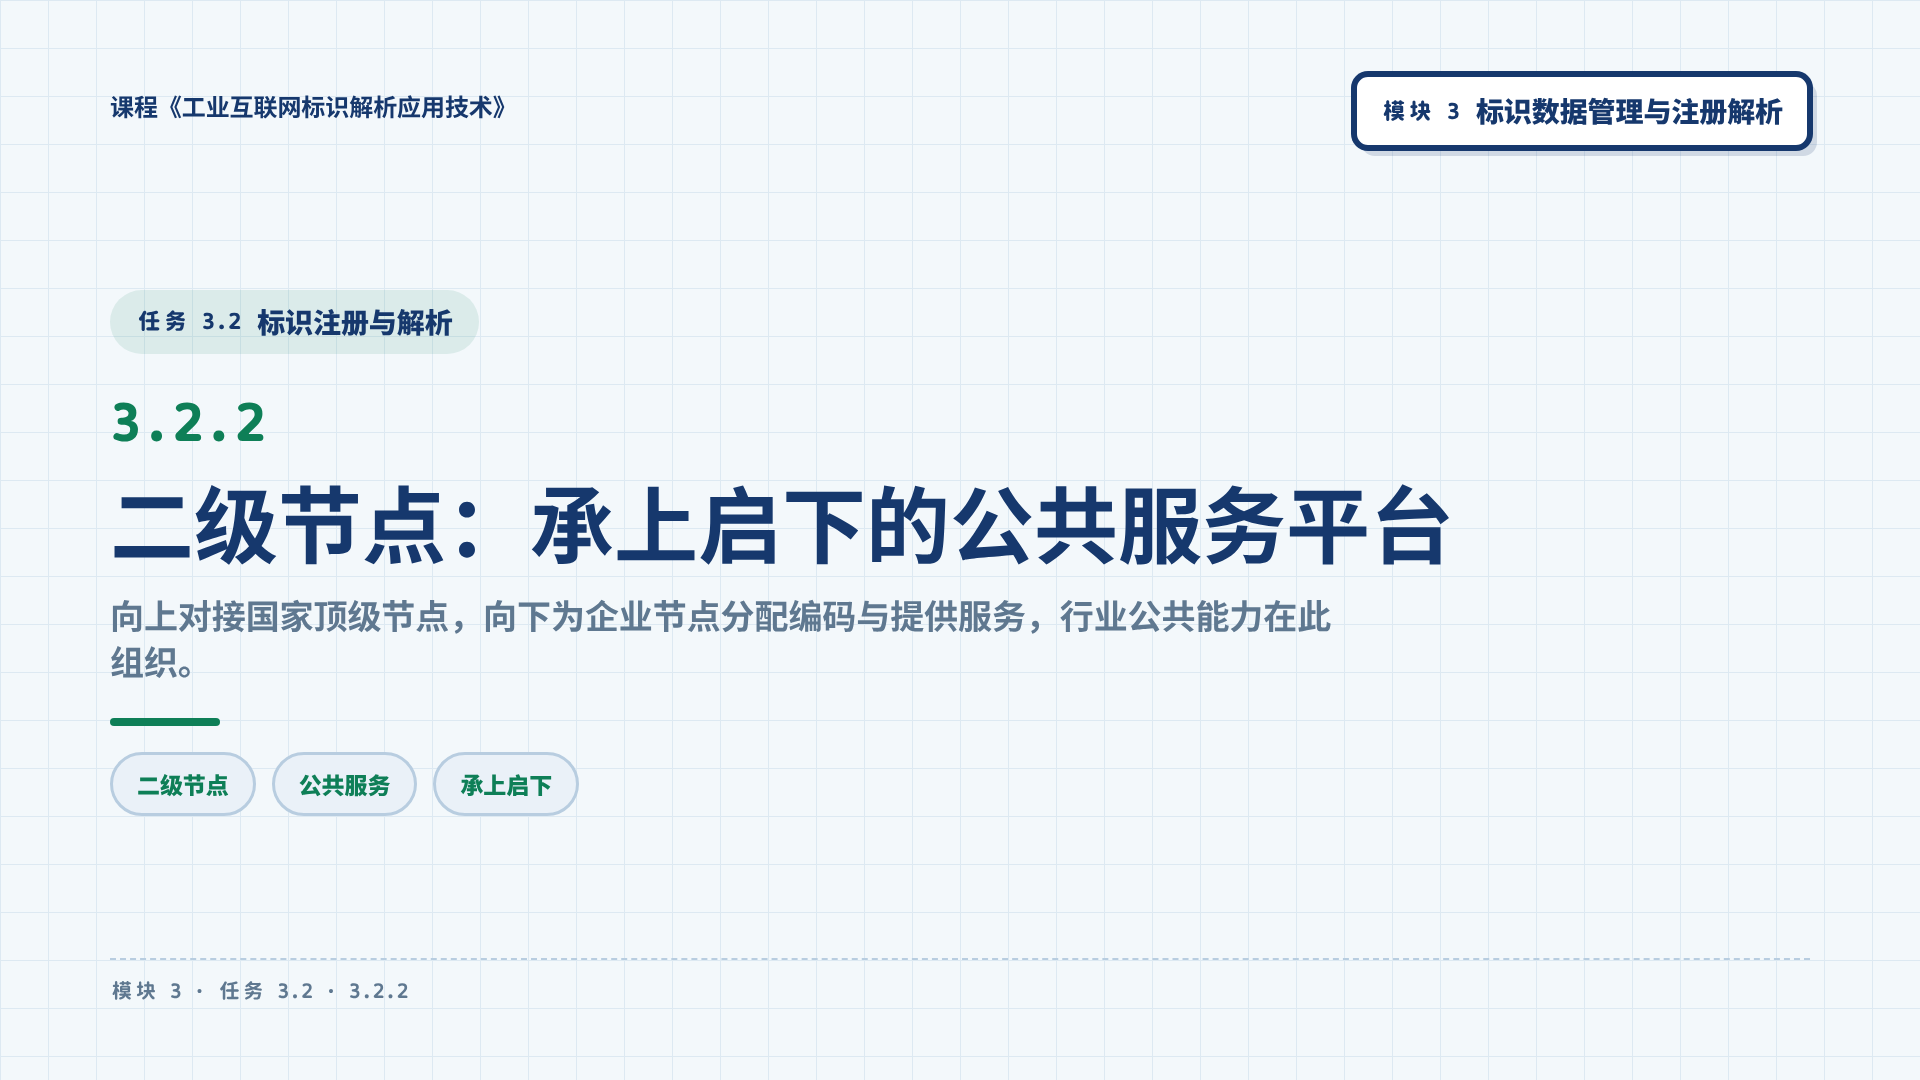 课程《工业互联网标识解析应用技术》
模块 3 标识数据管理与注册解析
任务 3.2 标识注册与解析
3.2.2
二级节点：承上启下的公共服务平台
向上对接国家顶级节点，向下为企业节点分配编码与提供服务，行业公共能力在此
组织。
二级节点
公共服务
承上启下
模块 3 · 任务 3.2 · 3.2.2